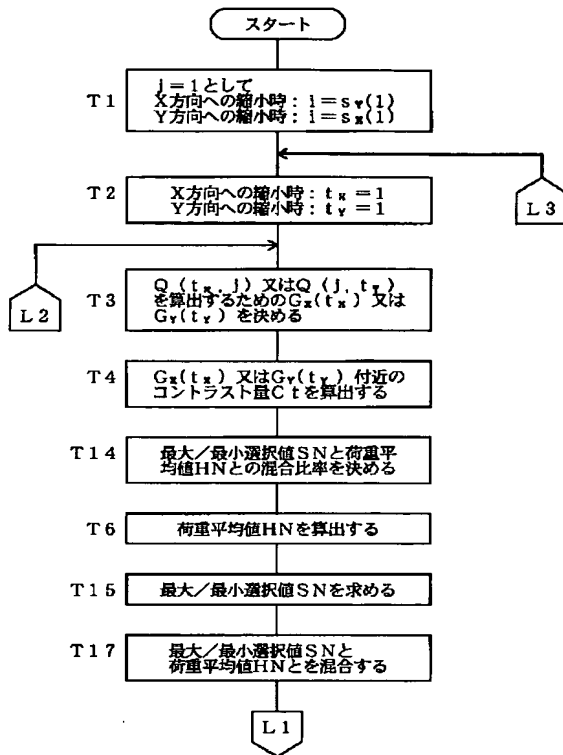 スタート
T1
j=1として
X方向への縮小時:i=sY(1)
Y方向への縮小時:i=sX(1)
T2
X方向への縮小時:tX=1
Y方向への縮小時:tY=1
L3
L2
T3
Q(tX,j)又はQ(j,tY)
を算出するためのGX(tX)又は
GY(tY)を決める
T4
GX(tX)又はGY(tY)付近の
コントラスト量Ctを算出する
T14
最大/最小選択値SNと荷重平
均値HNとの混合比率を決める
T6
荷重平均値HNを算出する
T15
最大/最小選択値SNを求める
T17
最大/最小選択値SNと
荷重平均値HNとを混合する
L1